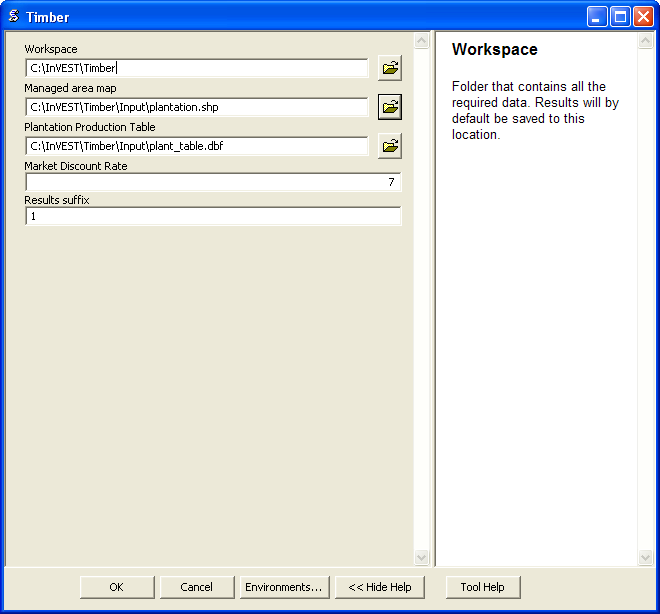 Timber
Workspace
C:\InVEST\Timber
Managed area map
C:\InVEST\Timber\Input\plantation.shp
Plantation Production Table
C:\InVEST\Timber\Input\plant_table.dbf
Market Discount Rate
7
Results suffix
1
Workspace
Folder that contains all the
required data. Results will by
default be saved to this
location.
OK
Cancel
Environments...
<< Hide Help
Tool Help